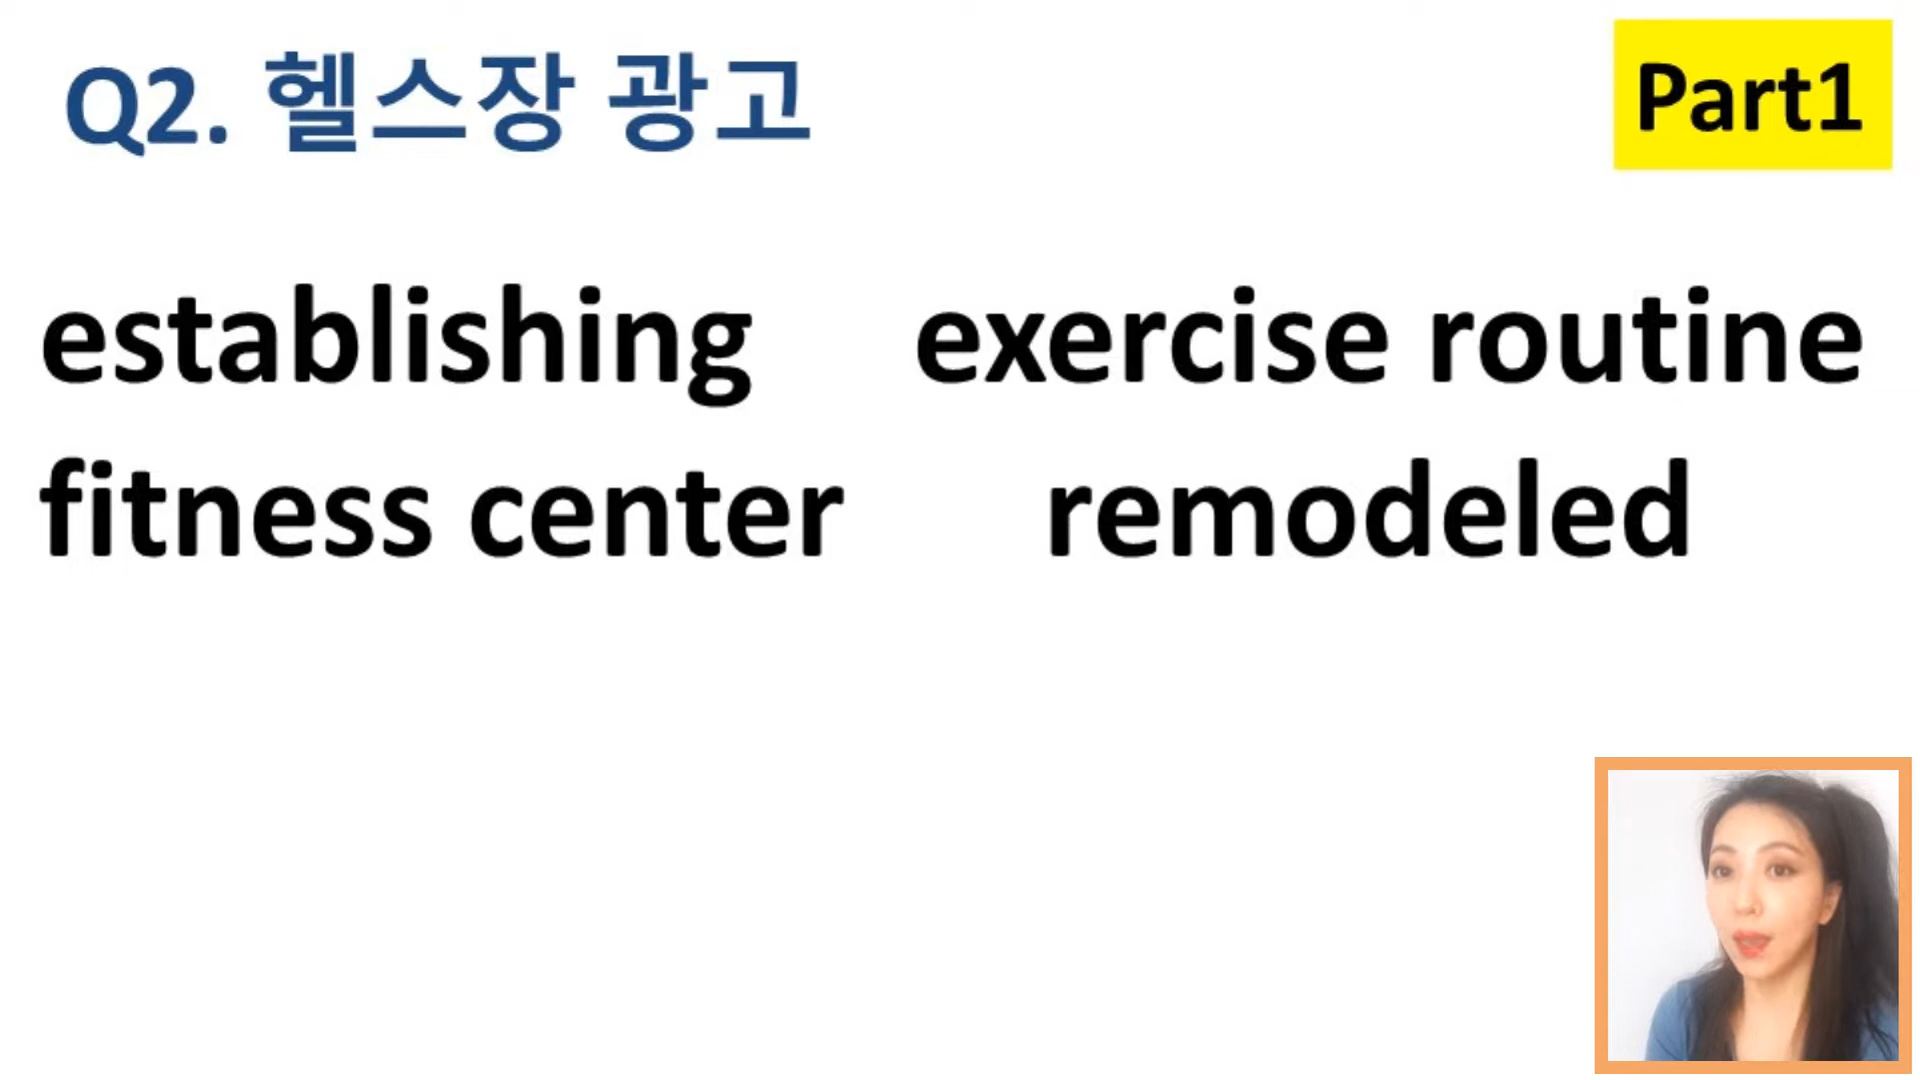 Q2. 헬스장 광고
Part1
establishing exercise routine
fitness center remodeled